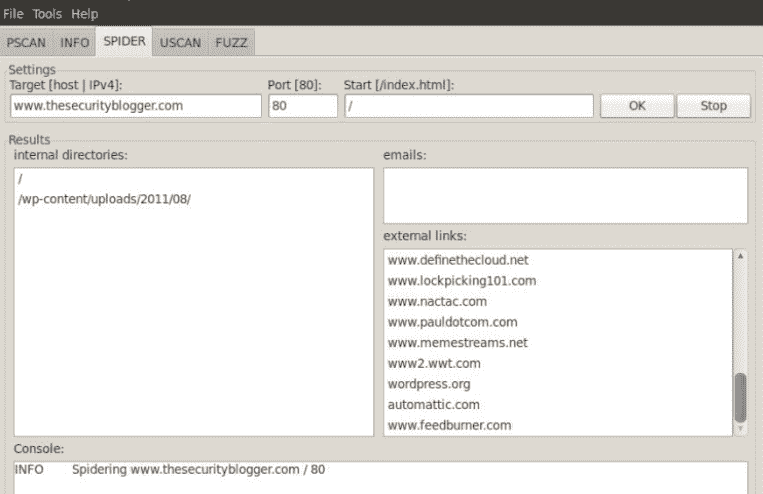 File Tools Help
PSCAN INFO SPIDER USCAN FUZZ
Settings
Target [host | IPv4]: Port [80]: Start [/index.html]:
www.thesecurityblogger.com 80 / OK Stop
Results
internal directories: emails:
/
/wp-content/uploads/2011/08/
external links:
www.definethecloud.net
www.lockpicking101.com
www.nactac.com
www.pauldotcom.com
www.memestreams.net
www2.wwt.com
wordpress.org
automattic.com
www.feedburner.com
Console:
INFO Spidering www.thesecurityblogger.com / 80